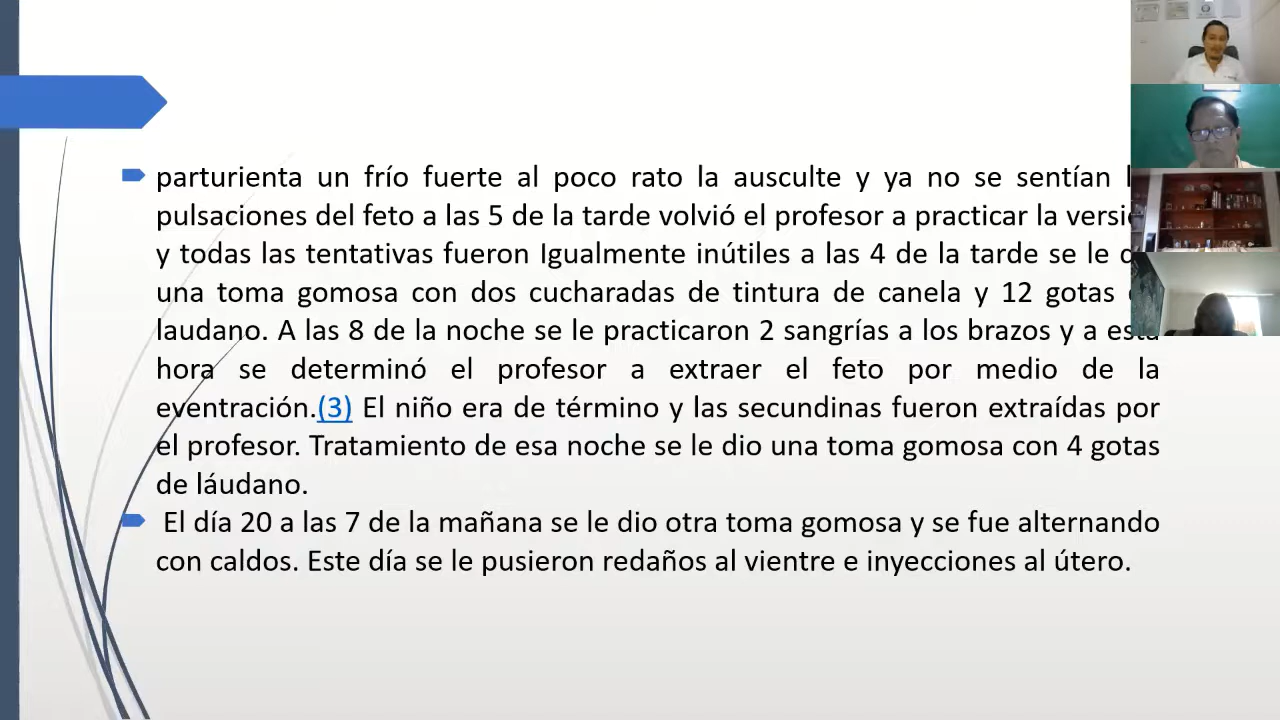 parturienta un frío fuerte al poco rato la ausculte y ya no se sentían
pulsaciones del feto a las 5 de la tarde volvió el profesor a practicar la
y todas las tentativas fueron Igualmente inútiles a las 4 de la tarde se le
una toma gomosa con dos cucharadas de tintura de canela y 12 gotas
laudano. A las 8 de la noche se le practicaron 2 sangrías a los brazos y a esta
hora se determinó el profesor a extraer el feto por medio de la
eventración.(3) El niño era de término y las secundinas fueron extraídas por
el profesor. Tratamiento de esa noche se le dio una toma gomosa con 4 gotas
de láudano.
El día 20 a las 7 de la mañana se le dio otra toma gomosa y se fue alternando
con caldos. Este día se le pusieron redaños al vientre e inyecciones al útero.